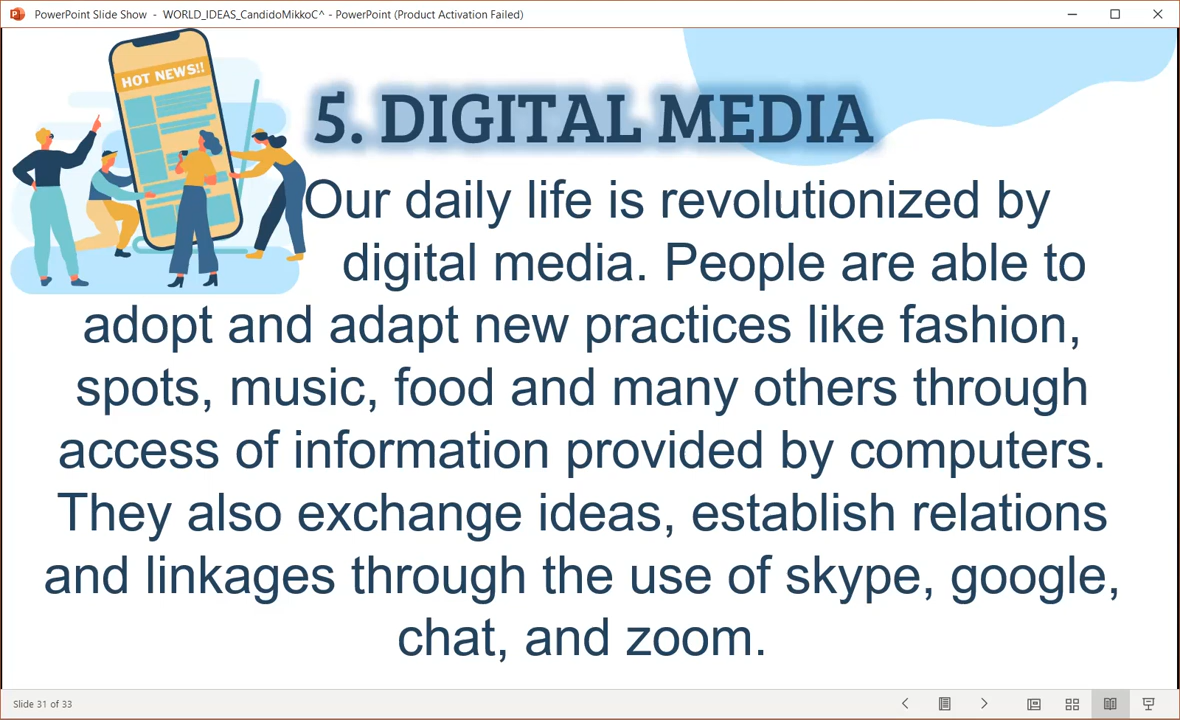 PowerPoint Slide Show - WORLD_IDEAS_CandidoMikkoC^ - PowerPoint (Product Activation Failed)
HOT NEWS!!
5. DIGITAL MEDIA
Our daily life is revolutionized by
digital media. People are able to
adopt and adapt new practices like fashion,
spots, music, food and many others through
access of information provided by computers.
They also exchange ideas, establish relations
and linkages through the use of skype, google,
chat, and zoom.
Slide 31 of 33